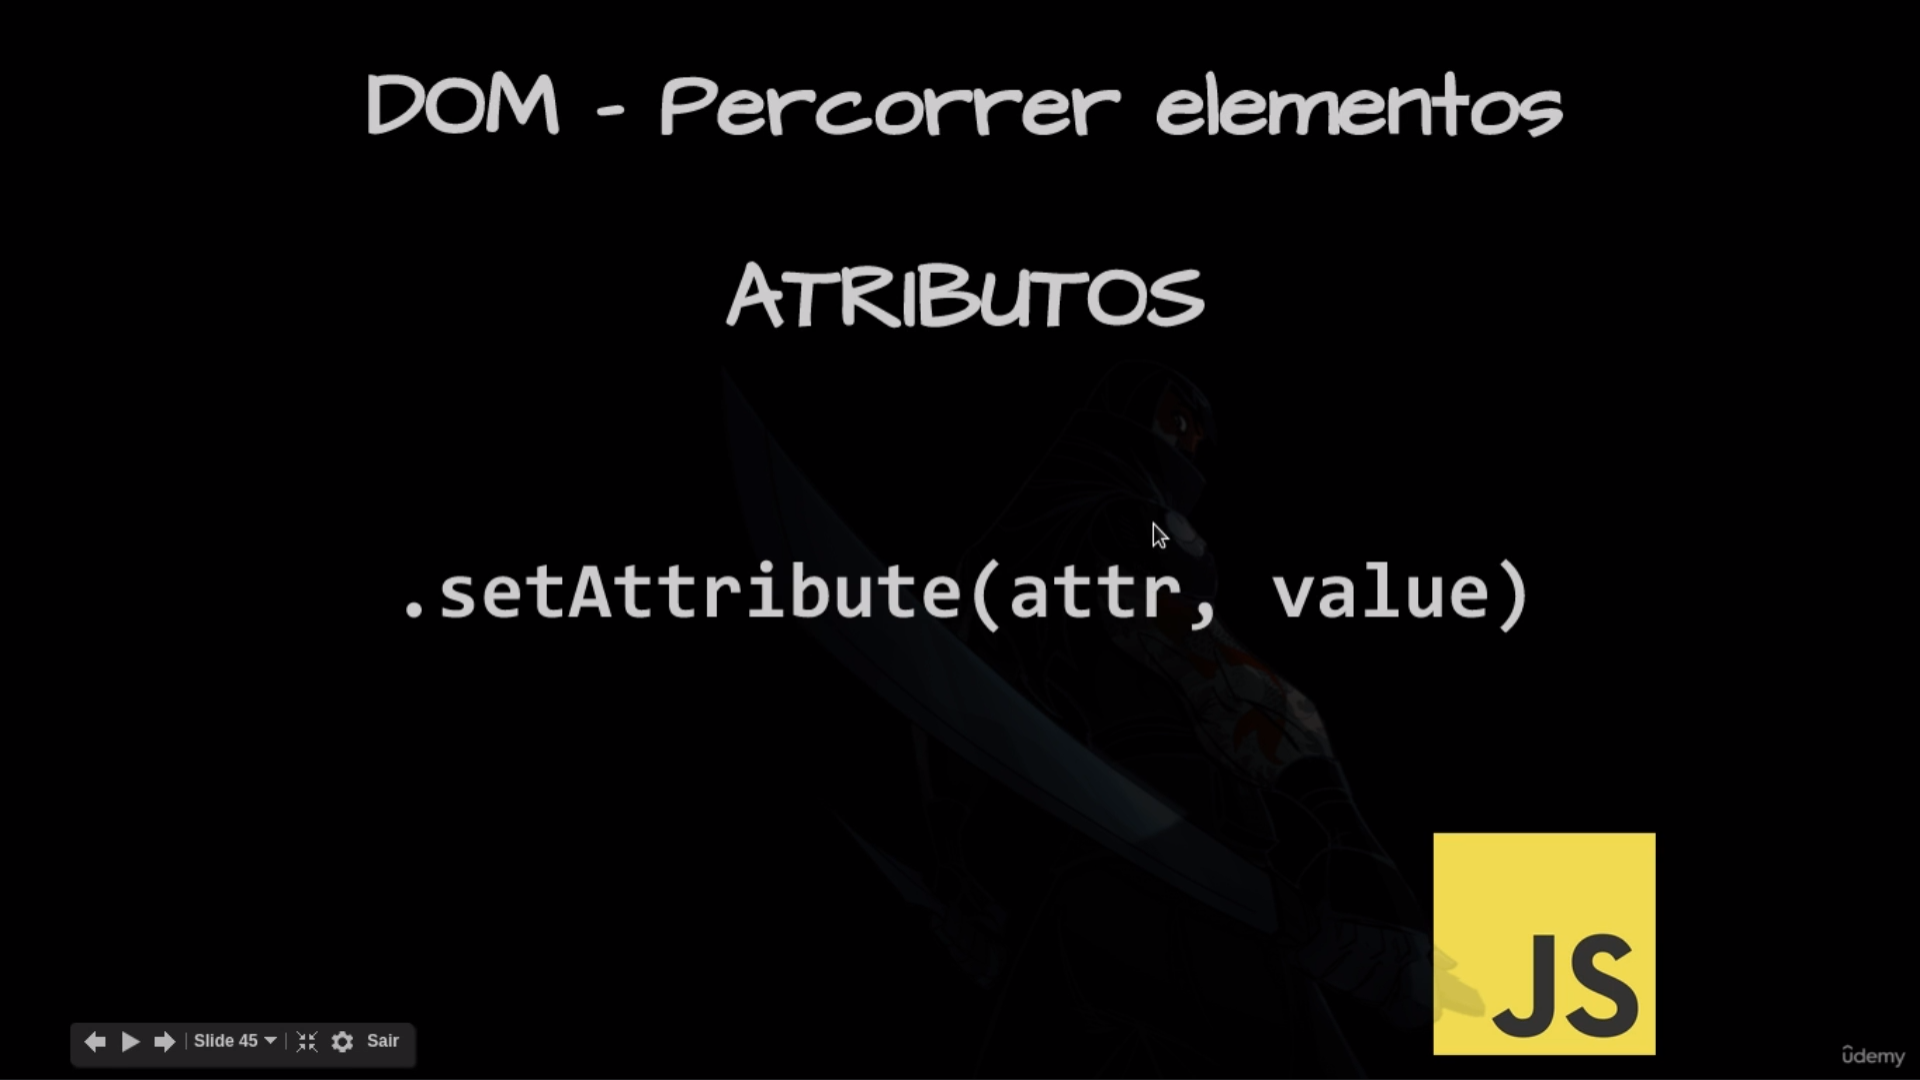 DOM - Percorrer elementos
ATRIBUTOS
.setAttribute(attr, value)
JS
Slide 45
Sair
ûdemy